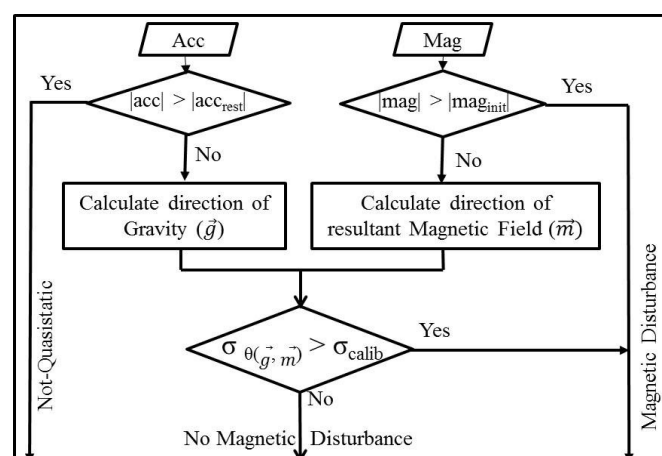 Acc
Mag
Yes
|acc| > |acc_rest|
|mag| > |mag_init|
Yes
No
No
Calculate direction of
Gravity (g⃗)
Calculate direction of
resultant Magnetic Field (m⃗)
σ θ(g⃗, m⃗) > σ_calib
Yes
No
Not-Quasistatic
No Magnetic Disturbance
Magnetic Disturbance